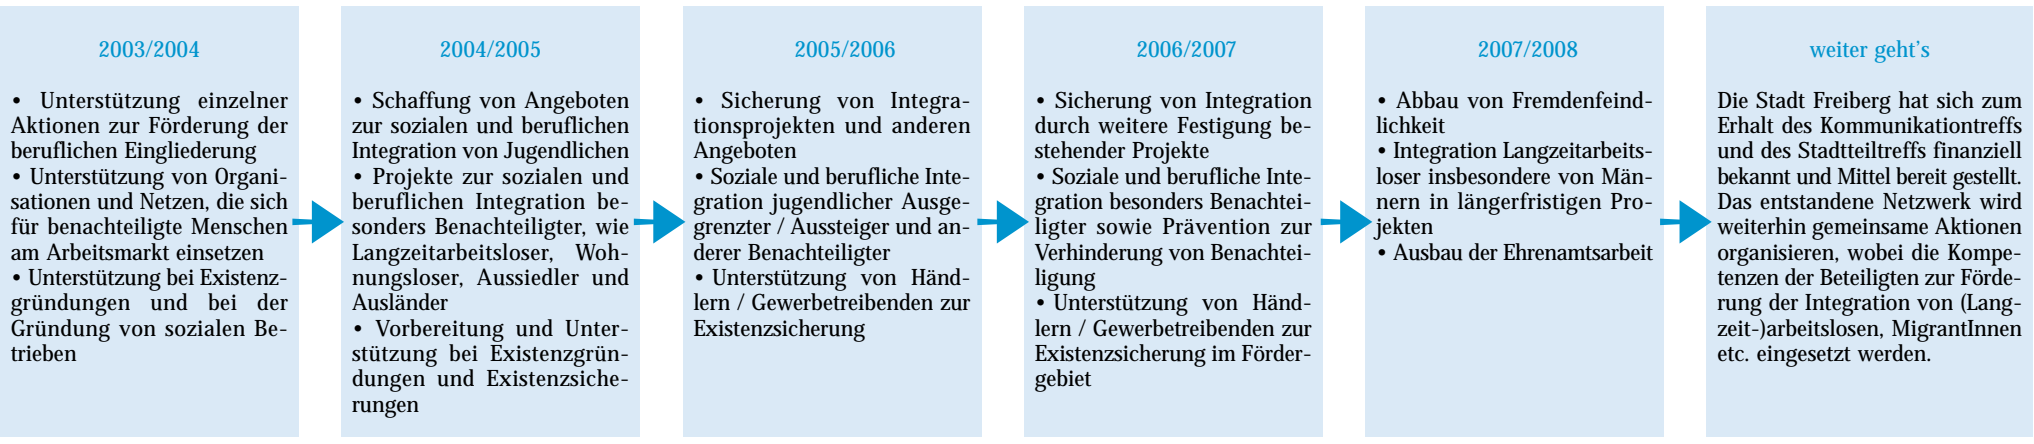 2003/2004
• Unterstützung einzelner
Aktionen zur Förderung der
beruflichen Eingliederung
• Unterstützung von Organi-
sationen und Netzen, die sich
für benachteiligte Menschen
am Arbeitsmarkt einsetzen
• Unterstützung bei Existenz-
gründungen und bei der
Gründung von sozialen Be-
trieben
2004/2005
• Schaffung von Angeboten
zur sozialen und beruflichen
Integration von Jugendlichen
• Projekte zur sozialen und
beruflichen Integration be-
sonders Benachteiligter, wie
Langzeitarbeitsloser, Woh-
nungsloser, Aussiedler und
Ausländer
• Vorbereitung und Unter-
stützung bei Existenzgrün-
dungen und Existenzsiche-
rungen
2005/2006
• Sicherung von Integra-
tionsprojekten und anderen
Angeboten
• Soziale und berufliche Inte-
gration jugendlicher Ausge-
grenzter / Aussteiger und an-
derer Benachteiligter
• Unterstützung von Händ-
lern / Gewerbetreibenden zur
Existenzsicherung
2006/2007
• Sicherung von Integration
durch weitere Festigung be-
stehender Projekte
• Soziale und berufliche Inte-
gration besonders Benachtei-
ligter sowie Prävention zur
Verhinderung von Benachtei-
ligung
• Unterstützung von Händ-
lern / Gewerbetreibenden zur
Existenzsicherung im Förder-
gebiet
2007/2008
• Abbau von Fremdenfeind-
lichkeit
• Integration Langzeitarbeits-
loser insbesondere von Män-
nern in längerfristigen Pro-
jekten
• Ausbau der Ehrenamtsarbeit
weiter geht's
Die Stadt Freiberg hat sich zum
Erhalt des Kommunikationtreffs
und des Stadtteiltreffs finanziell
bekannt und Mittel bereit gestellt.
Das entstandene Netzwerk wird
weiterhin gemeinsame Aktionen
organisieren, wobei die Kompe-
tenzen der Beteiligten zur Förde-
rung der Integration von (Lang-
zeit-)arbeitslosen, MigrantInnen
etc. eingesetzt werden.